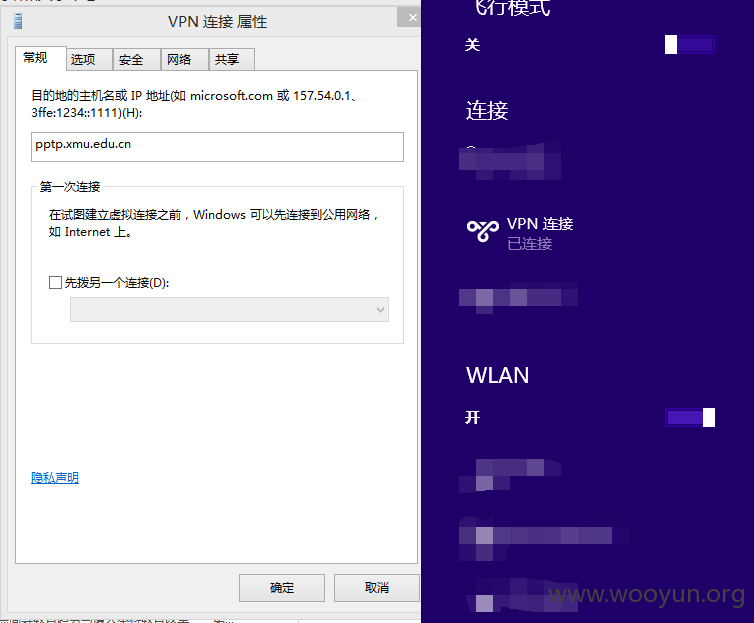 VPN 连接 属性
常规
选项
安全
网络
共享
目的地的主机名或 IP 地址(如 microsoft.com 或 157.54.0.1、
3ffe:1234::1111)(H):
pptp.xmu.edu.cn
第一次连接
在试图建立虚拟连接之前，Windows 可以先连接到公用网络，
如 Internet 上。
先拨另一个连接(D):
隐私声明
确定
取消
飞行模式
关
连接
VPN 连接
已连接
WLAN
开
www.wooyun.org